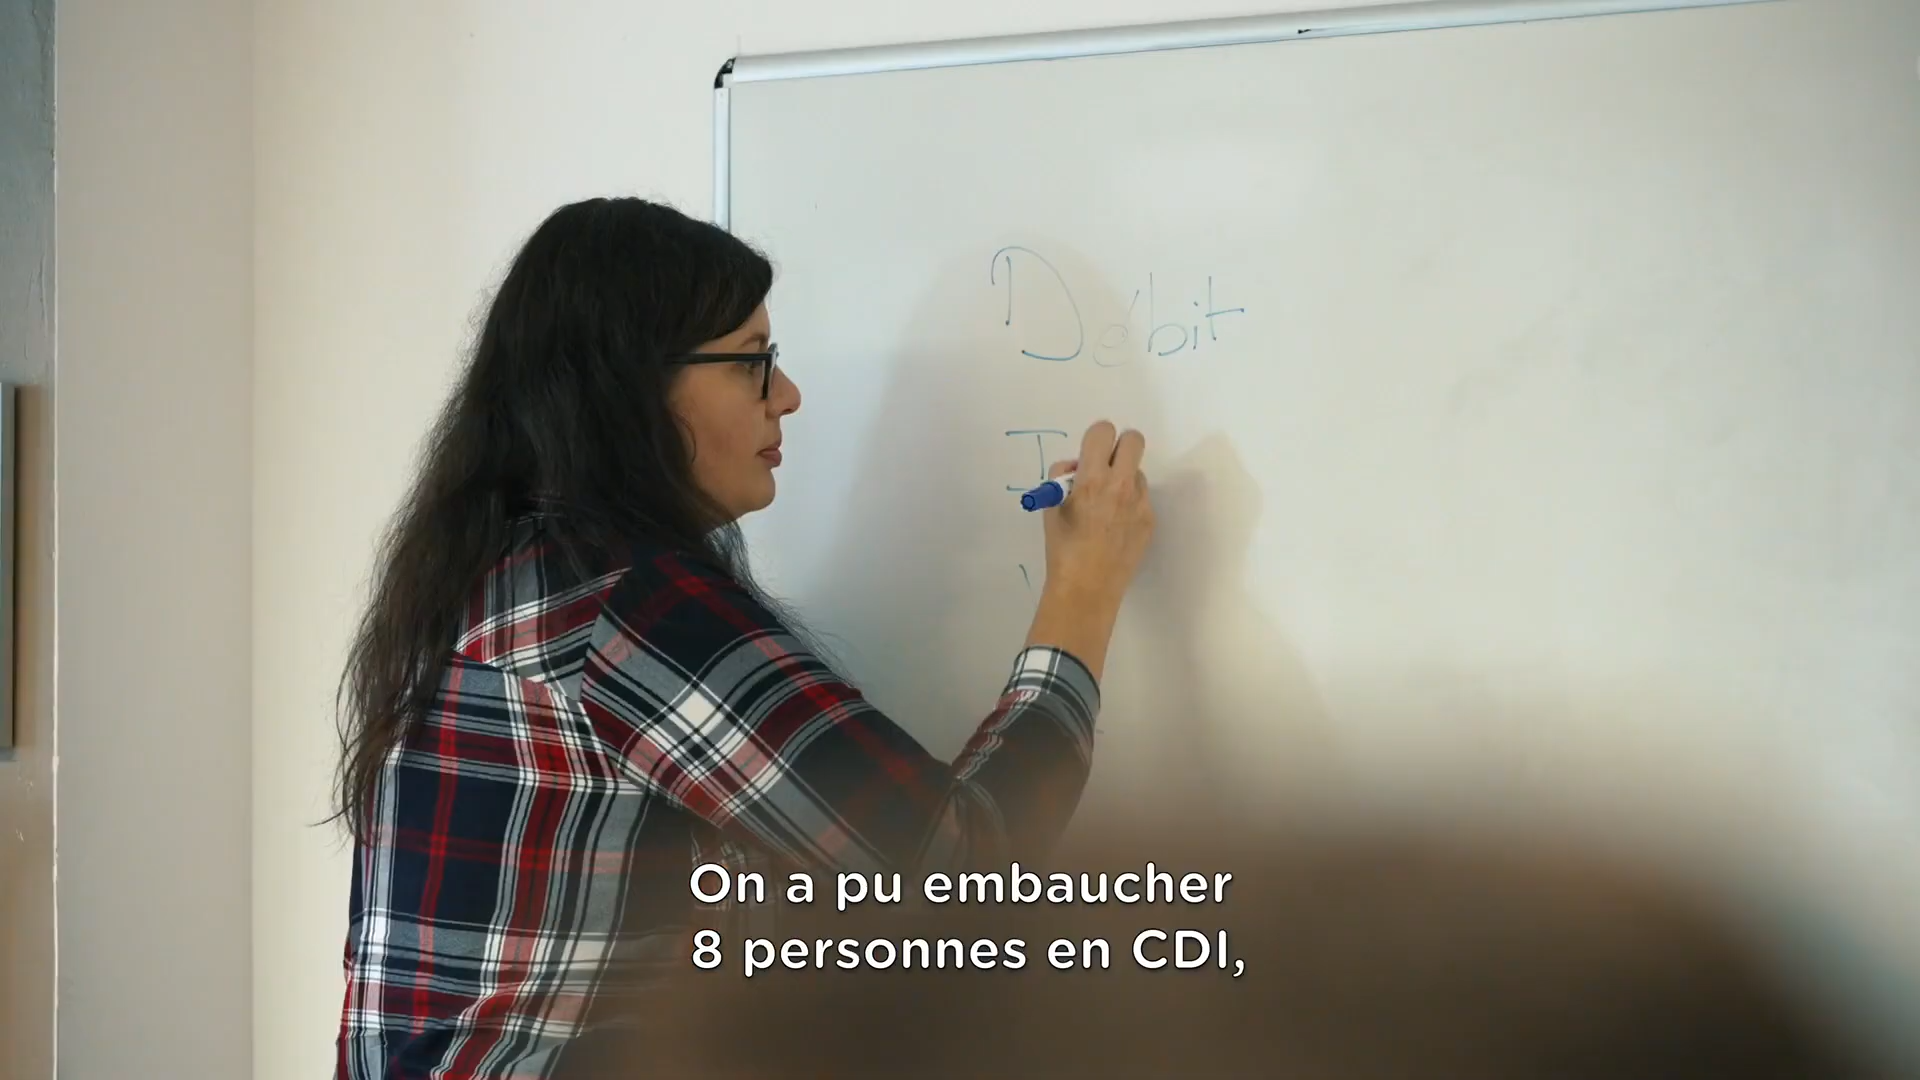 Débit
I
On a pu embaucher
8 personnes en CDI,